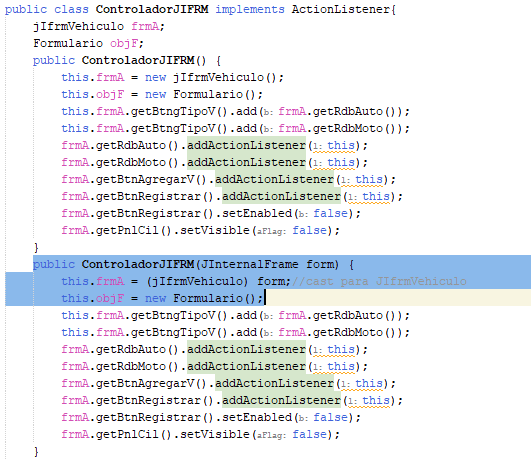 public class ControladorJIFRM implements ActionListener{
jIfrmVehiculo frmA;
Formulario objF;
public ControladorJIFRM() {
this.frmA = new jIfrmVehiculo();
this.objF = new Formulario();
this.frmA.getBtngTipoV().add(b: frmA.getRdbAuto());
this.frmA.getBtngTipoV().add(b: frmA.getRdbMoto());
frmA.getRdbAuto().addActionListener(l: this);
frmA.getRdbMoto().addActionListener(l: this);
frmA.getBtnAgregarV().addActionListener(l: this);
frmA.getBtnRegistrar().addActionListener(l: this);
frmA.getBtnRegistrar().setEnabled(b: false);
frmA.getPnlCil().setVisible(aFlag: false);
}
public ControladorJIFRM(JInternalFrame form) {
this.frmA = (jIfrmVehiculo) form;//cast para JIfrmVehiculo
this.objF = new Formulario();
this.frmA.getBtngTipoV().add(b: frmA.getRdbAuto());
this.frmA.getBtngTipoV().add(b: frmA.getRdbMoto());
frmA.getRdbAuto().addActionListener(l: this);
frmA.getRdbMoto().addActionListener(l: this);
frmA.getBtnAgregarV().addActionListener(l: this);
frmA.getBtnRegistrar().addActionListener(l: this);
frmA.getBtnRegistrar().setEnabled(b: false);
frmA.getPnlCil().setVisible(aFlag: false);
}